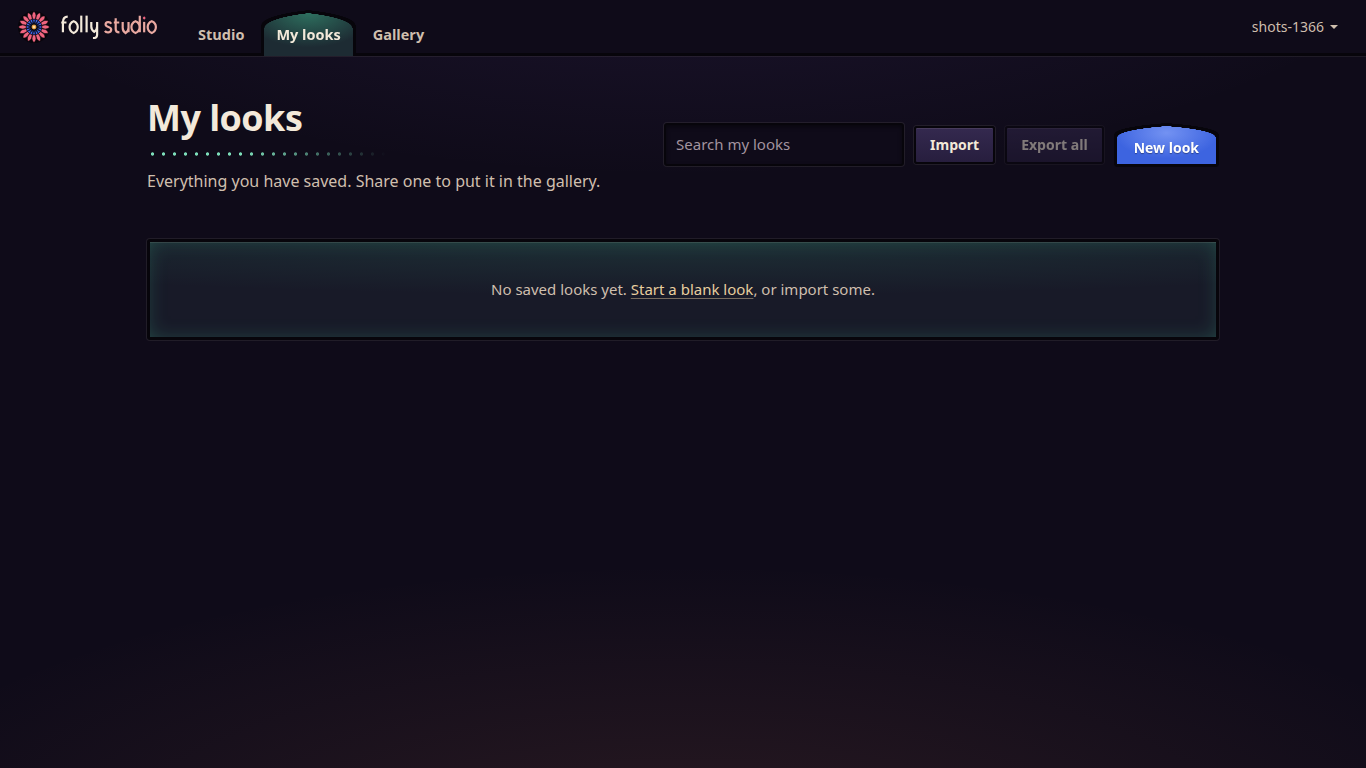 folly studio
Studio
My looks
Gallery
shots-1366
My looks
Search my looks
Import
Export all
New look
Everything you have saved. Share one to put it in the gallery.
No saved looks yet. Start a blank look, or import some.